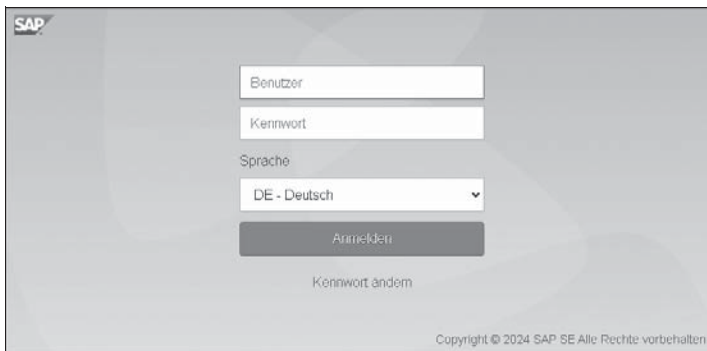 SAP
Benutzer
Kennwort
Sprache
DE - Deutsch
Anmelden
Kennwort ändern
Copyright © 2024 SAP SE Alle Rechte vorbehalten